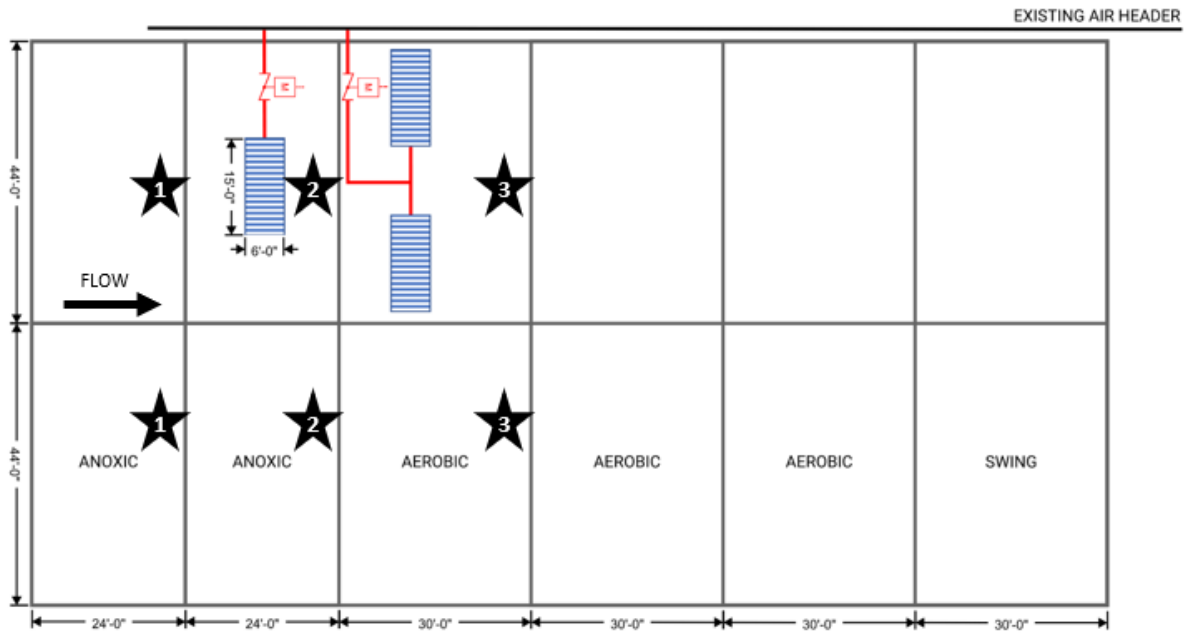 EXISTING AIR HEADER
44'-0"
M
M
15'-0"
1
2
3
6'-0"
FLOW
44'-0"
1
2
3
ANOXIC
ANOXIC
AEROBIC
AEROBIC
AEROBIC
SWING
24'-0"
24'-0"
30'-0"
30'-0"
30'-0"
30'-0"